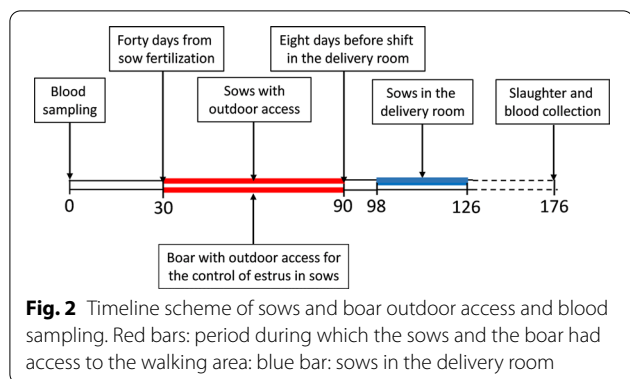 Forty days from
sow fertilization
Eight days before shift
in the delivery room
Blood
sampling
Sows with
outdoor access
Sows in the
delivery room
Slaughter and
blood collection
0
30
90
98
126
176
Boar with outdoor access for
the control of estrus in sows
Fig. 2 Timeline scheme of sows and boar outdoor access and blood
sampling. Red bars: period during which the sows and the boar had
access to the walking area: blue bar: sows in the delivery room